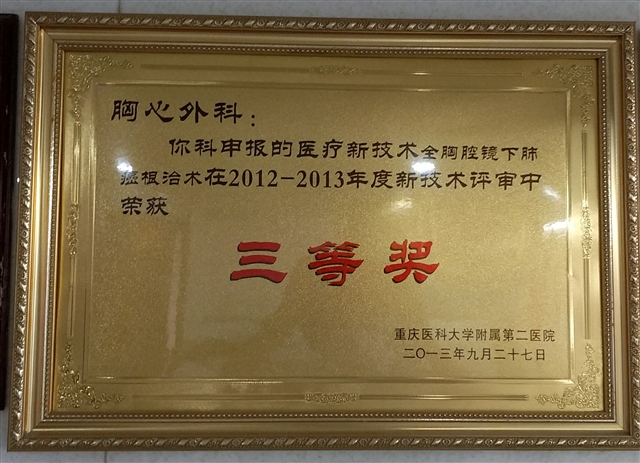 胸心外科：
你科申报的医疗新技术全胸腔镜下肺
癌根治术在2012-2013年度新技术评审中
荣获
三等奖
重庆医科大学附属第二医院
二〇一三年九月二十七日